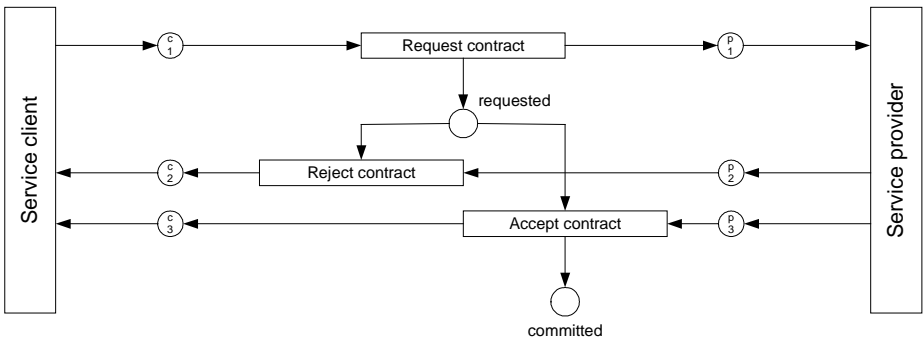 Service client
c
1
Request contract
p
1
Service provider
requested
c
2
Reject contract
p
2
c
3
Accept contract
p
3
committed